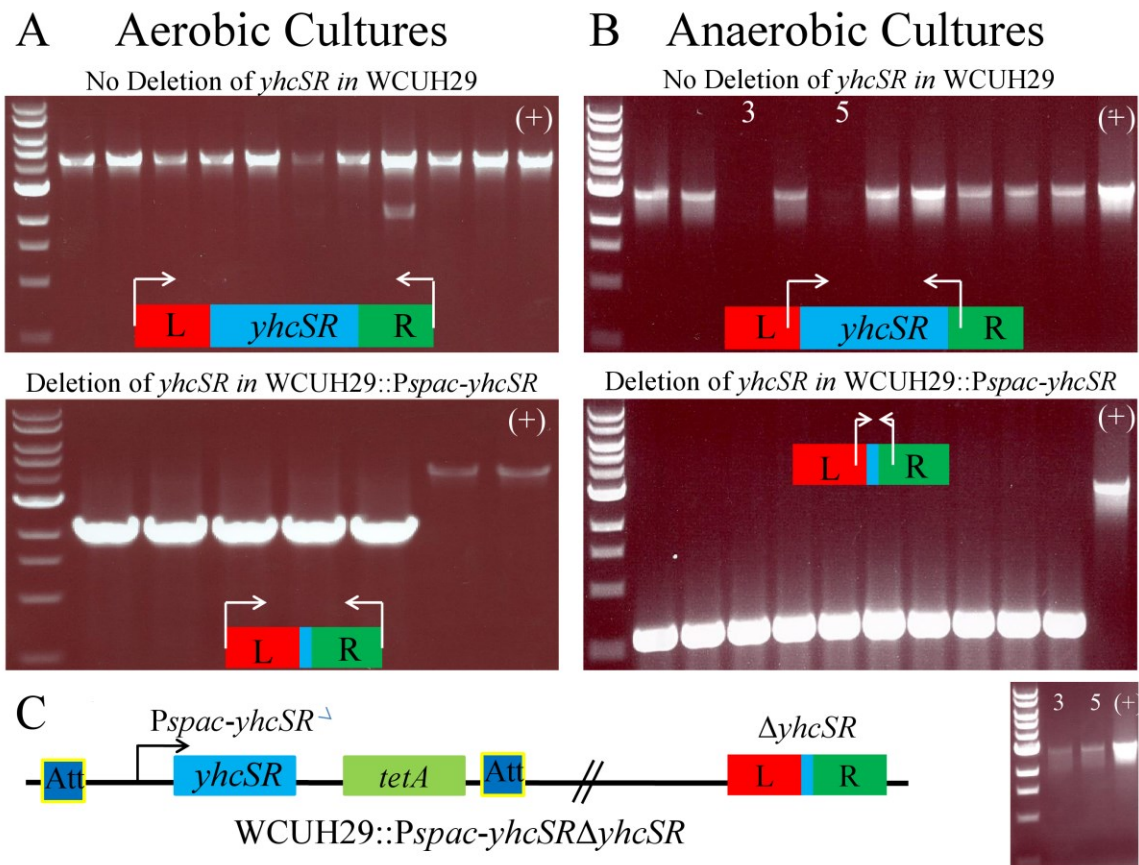 A Aerobic Cultures
No Deletion of yhcSR in WCUH29
(+)
L yhcSR R
Deletion of yhcSR in WCUH29::Pspac-yhcSR
(+)
L R
B Anaerobic Cultures
No Deletion of yhcSR in WCUH29
3 5 (+)
L yhcSR R
Deletion of yhcSR in WCUH29::Pspac-yhcSR
(+)
L R
C
Pspac-yhcSR
ΔyhcSR
Att yhcSR tetA Att // L R
WCUH29::Pspac-yhcSRΔyhcSR
3 5 (+)